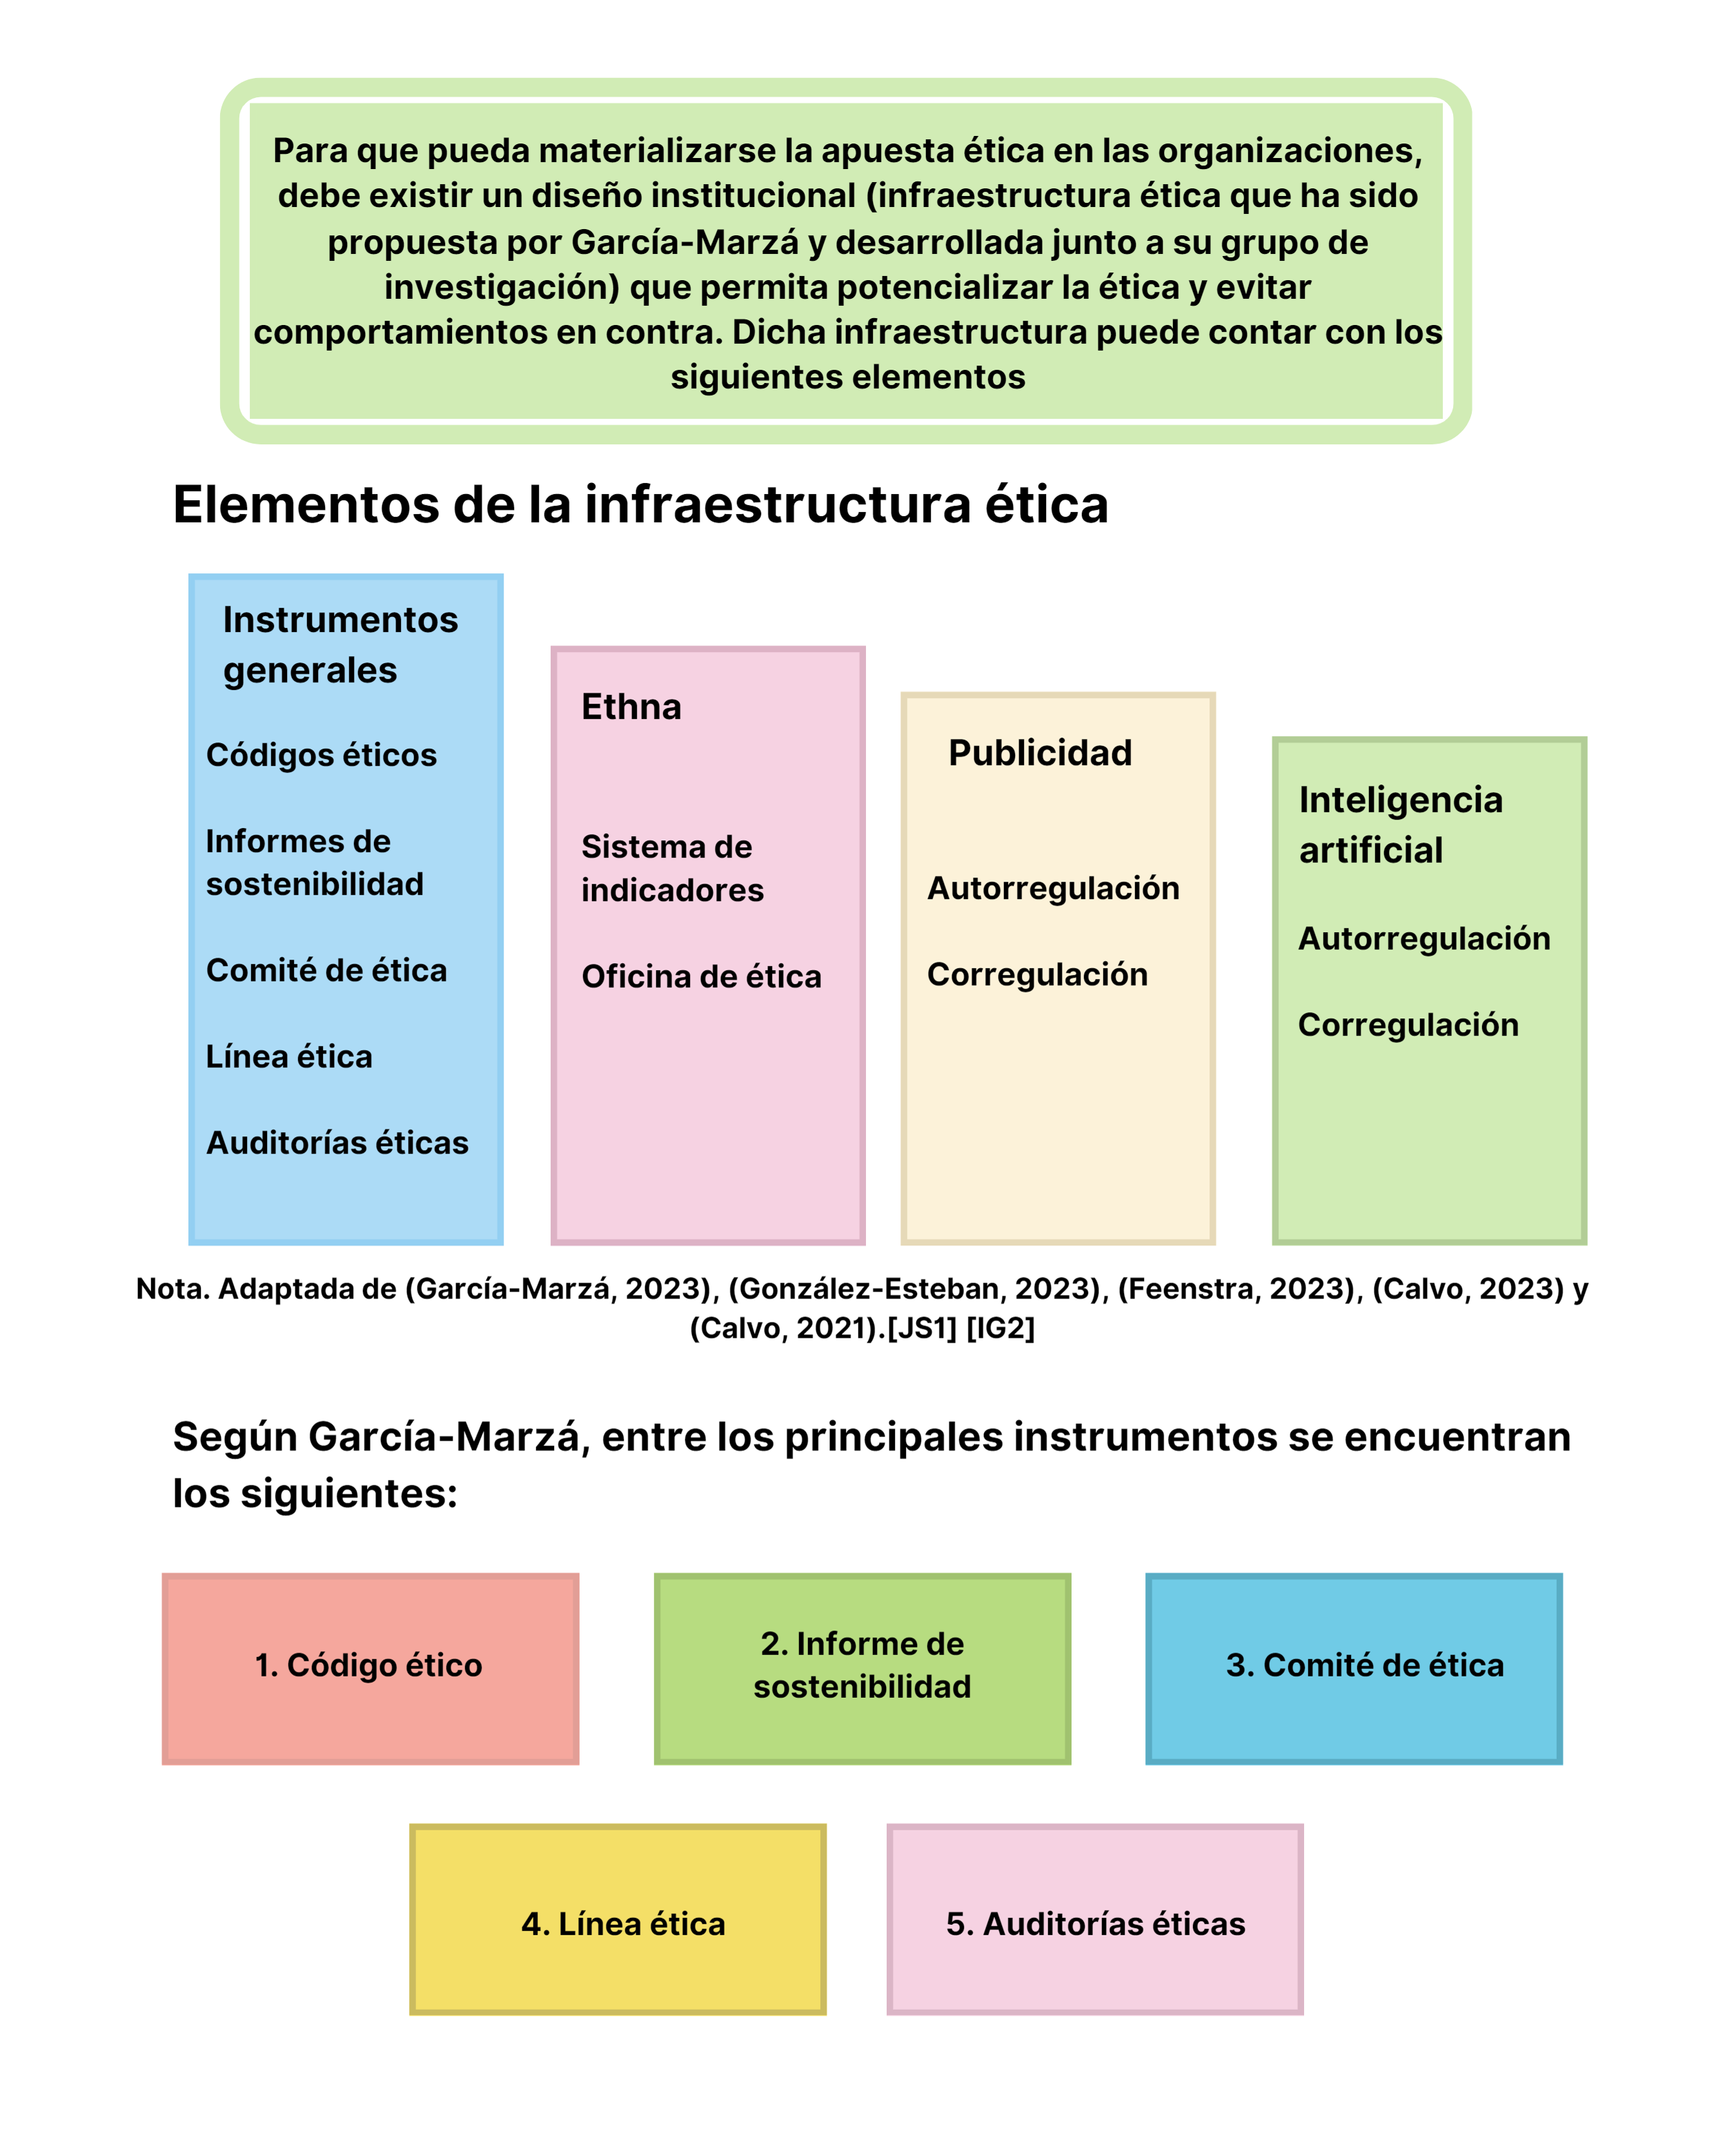 Para que pueda materializarse la apuesta ética en las organizaciones,
debe existir un diseño institucional (infraestructura ética que ha sido
propuesta por García-Marzá y desarrollada junto a su grupo de
investigación) que permita potencializar la ética y evitar
comportamientos en contra. Dicha infraestructura puede contar con los
siguientes elementos
Elementos de la infraestructura ética
Instrumentos
generales
Códigos éticos
Informes de
sostenibilidad
Comité de ética
Línea ética
Auditorías éticas
Ethna
Sistema de
indicadores
Oficina de ética
Publicidad
Autorregulación
Corregulación
Inteligencia
artificial
Autorregulación
Corregulación
Nota. Adaptada de (García-Marzá, 2023), (González-Esteban, 2023), (Feenstra, 2023), (Calvo, 2023) y
(Calvo, 2021).[JS1] [IG2]
Según García-Marzá, entre los principales instrumentos se encuentran
los siguientes:
1. Código ético
2. Informe de
sostenibilidad
3. Comité de ética
4. Línea ética
5. Auditorías éticas